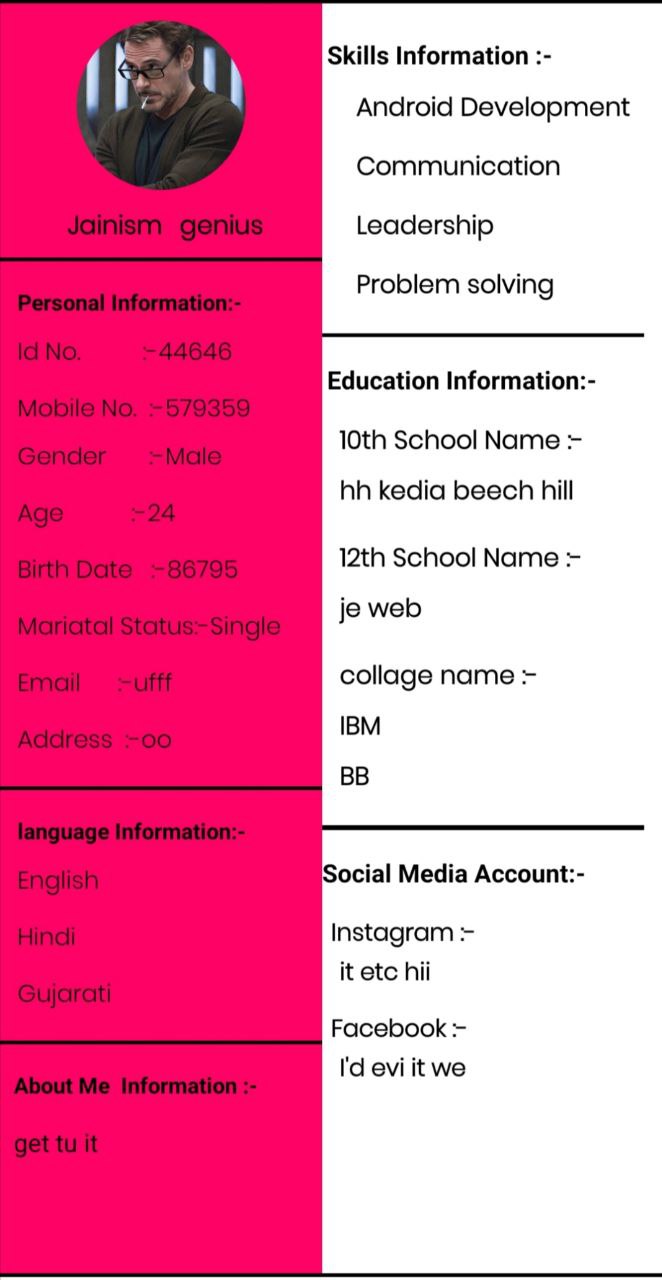 Jainism genius
Personal Information:-
Id No. :-44646
Mobile No. :-579359
Gender :-Male
Age :-24
Birth Date :-86795
Mariatal Status:-Single
Email :-ufff
Address :-oo
language Information:-
English
Hindi
Gujarati
About Me Information :-
get tu it
Skills Information :-
Android Development
Communication
Leadership
Problem solving
Education Information:-
10th School Name :-
hh kedia beech hill
12th School Name :-
je web
collage name :-
IBM
BB
Social Media Account:-
Instagram :-
it etc hii
Facebook :-
I'd evi it we